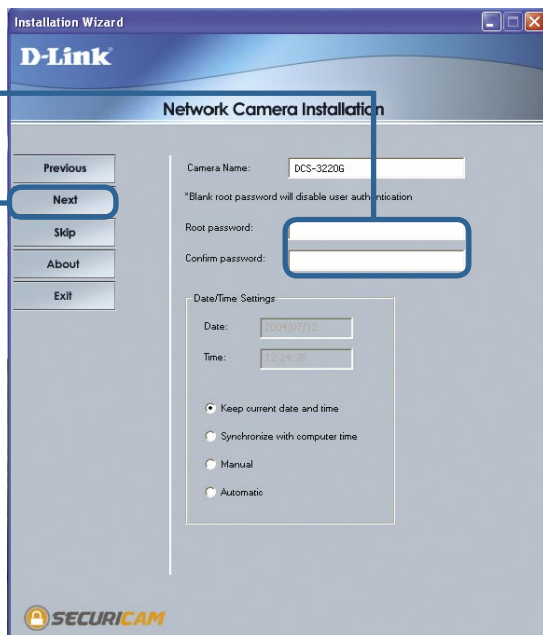 Installation Wizard
D-Link
Network Camera Installation
Previous
Next
Skip
About
Exit
Camera Name:
DCS-3220G
*Blank root password will disable user authentication
Root password:
Confirm password:
Date/Time Settings
Date:
2004/07/12
Time:
12:24:35
Keep current date and time
Synchronize with computer time
Manual
Automatic
SECURICAM